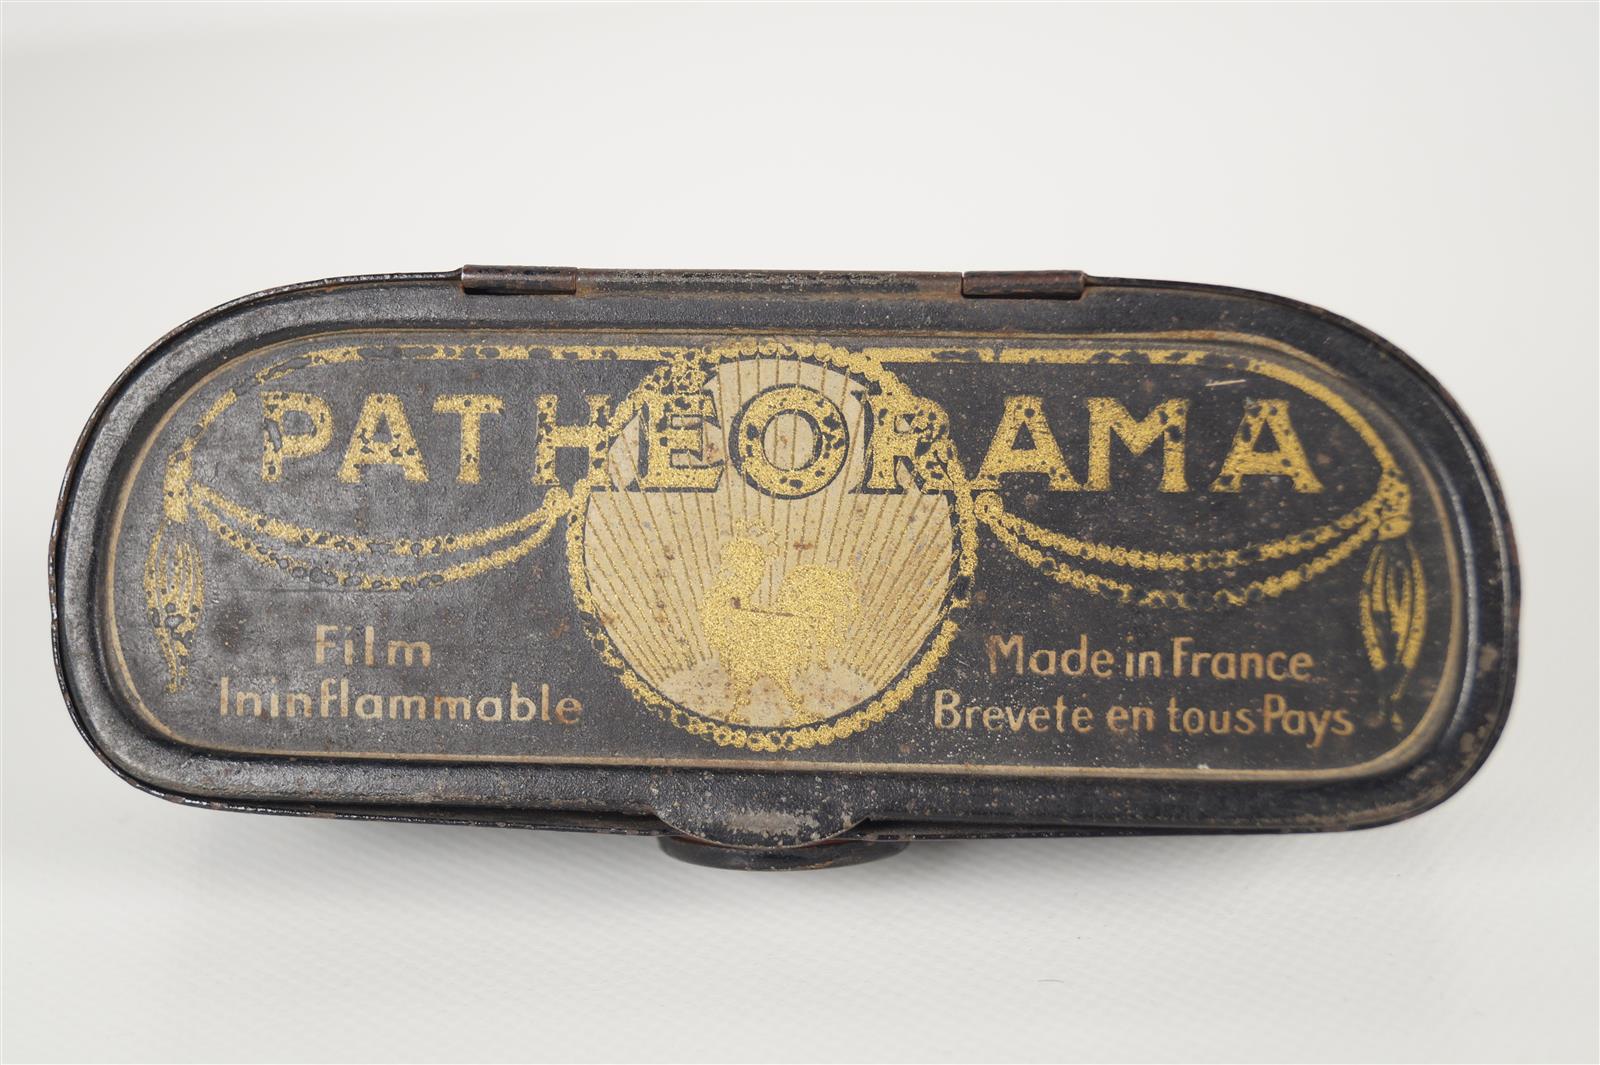 PATHEORAMA
Film
Ininflammable
Made in France
Brevete en tous Pays